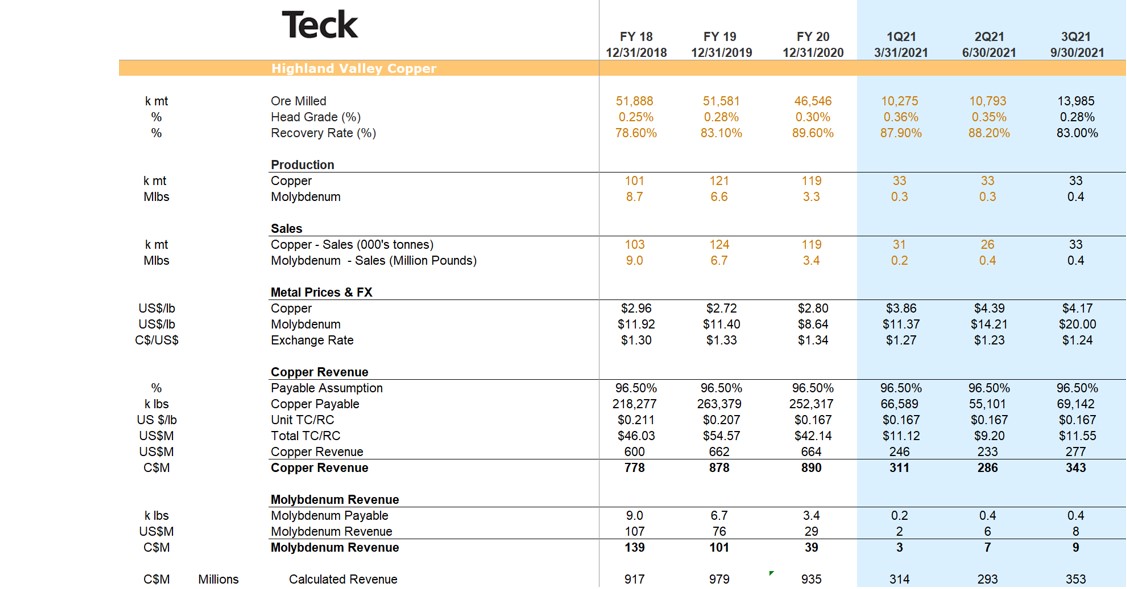 Teck
FY 18 FY 19 FY 20 1Q21 2Q21 3Q21
12/31/2018 12/31/2019 12/31/2020 3/31/2021 6/30/2021 9/30/2021
Highland Valley Copper
k mt Ore Milled 51,888 51,581 46,546 10,275 10,793 13,985
% Head Grade (%) 0.25% 0.28% 0.30% 0.36% 0.35% 0.28%
% Recovery Rate (%) 78.60% 83.10% 89.60% 87.90% 88.20% 83.00%
Production
k mt Copper 101 121 119 33 33 33
Mlbs Molybdenum 8.7 6.6 3.3 0.3 0.3 0.4
Sales
k mt Copper - Sales (000's tonnes) 103 124 119 31 26 33
Mlbs Molybdenum - Sales (Million Pounds) 9.0 6.7 3.4 0.2 0.4 0.4
Metal Prices & FX
US$/lb Copper $2.96 $2.72 $2.80 $3.86 $4.39 $4.17
US$/lb Molybdenum $11.92 $11.40 $8.64 $11.37 $14.21 $20.00
C$/US$ Exchange Rate $1.30 $1.33 $1.34 $1.27 $1.23 $1.24
Copper Revenue
% Payable Assumption 96.50% 96.50% 96.50% 96.50% 96.50% 96.50%
k lbs Copper Payable 218,277 263,379 252,317 66,589 55,101 69,142
US $/lb Unit TC/RC $0.211 $0.207 $0.167 $0.167 $0.167 $0.167
US$M Total TC/RC $46.03 $54.57 $42.14 $11.12 $9.20 $11.55
US$M Copper Revenue 600 662 664 246 233 277
C$M Copper Revenue 778 878 890 311 286 343
Molybdenum Revenue
k lbs Molybdenum Payable 9.0 6.7 3.4 0.2 0.4 0.4
US$M Molybdenum Revenue 107 76 29 2 6 8
C$M Molybdenum Revenue 139 101 39 3 7 9
C$M Millions Calculated Revenue 917 979 935 314 293 353